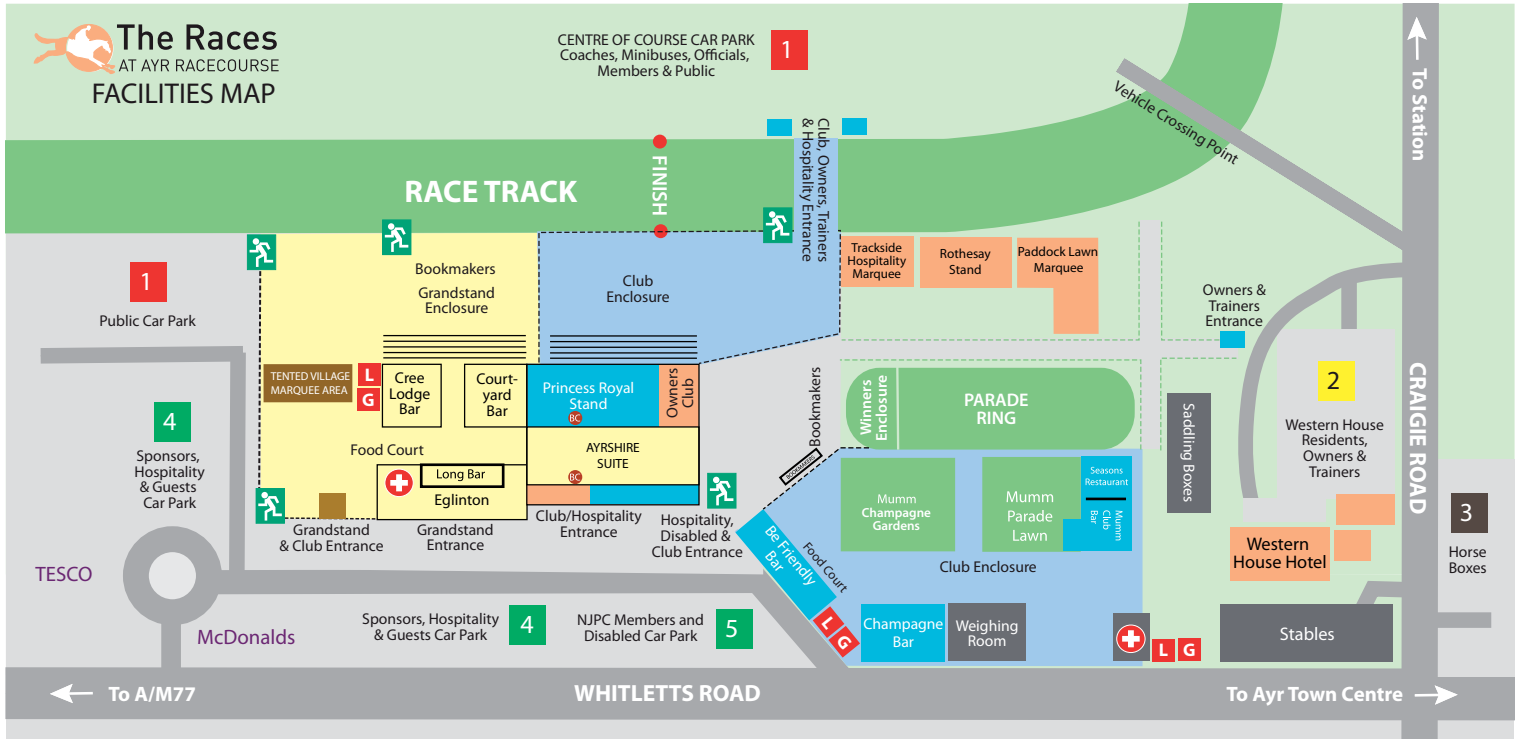 The Races
AT AYR RACECOURSE
FACILITIES MAP
CENTRE OF COURSE CAR PARK
Coaches, Minibuses, Officials,
Members & Public
1
To Station
Vehicle Crossing Point
Club, Owners, Trainers
& Hospitality Entrance
RACE TRACK
FINISH
1
Public Car Park
Bookmakers
Grandstand
Enclosure
Club
Enclosure
Trackside
Hospitality
Marquee
Rothesay
Stand
Paddock Lawn
Marquee
Owners &
Trainers
Entrance
TENTED VILLAGE
MARQUEE AREA
L
G
Cree
Lodge
Bar
Court-
yard
Bar
Princess Royal
Stand
BC
Owners
Club
Bookmakers
BOOKMAKERS
Winners
Enclosure
PARADE
RING
Saddling Boxes
2
Western House
Residents,
Owners &
Trainers
CRAIGIE ROAD
4
Sponsors,
Hospitality
& Guests
Car Park
Food Court
Long Bar
Eglinton
AYRSHIRE
SUITE
BC
Grandstand
& Club Entrance
Grandstand
Entrance
Club/Hospitality
Entrance
Hospitality,
Disabled &
Club Entrance
Be Friendly
Bar
Food Court
Mumm
Champagne
Gardens
Mumm
Parade
Lawn
Seasons
Restaurant
Mumm
Club
Bar
Club Enclosure
Western
House Hotel
3
Horse
Boxes
TESCO
McDonalds
Sponsors, Hospitality
& Guests Car Park
4
NJPC Members and
Disabled Car Park
5
L
G
Champagne
Bar
Weighing
Room
L
G
Stables
To A/M77
WHITLETTS ROAD
To Ayr Town Centre